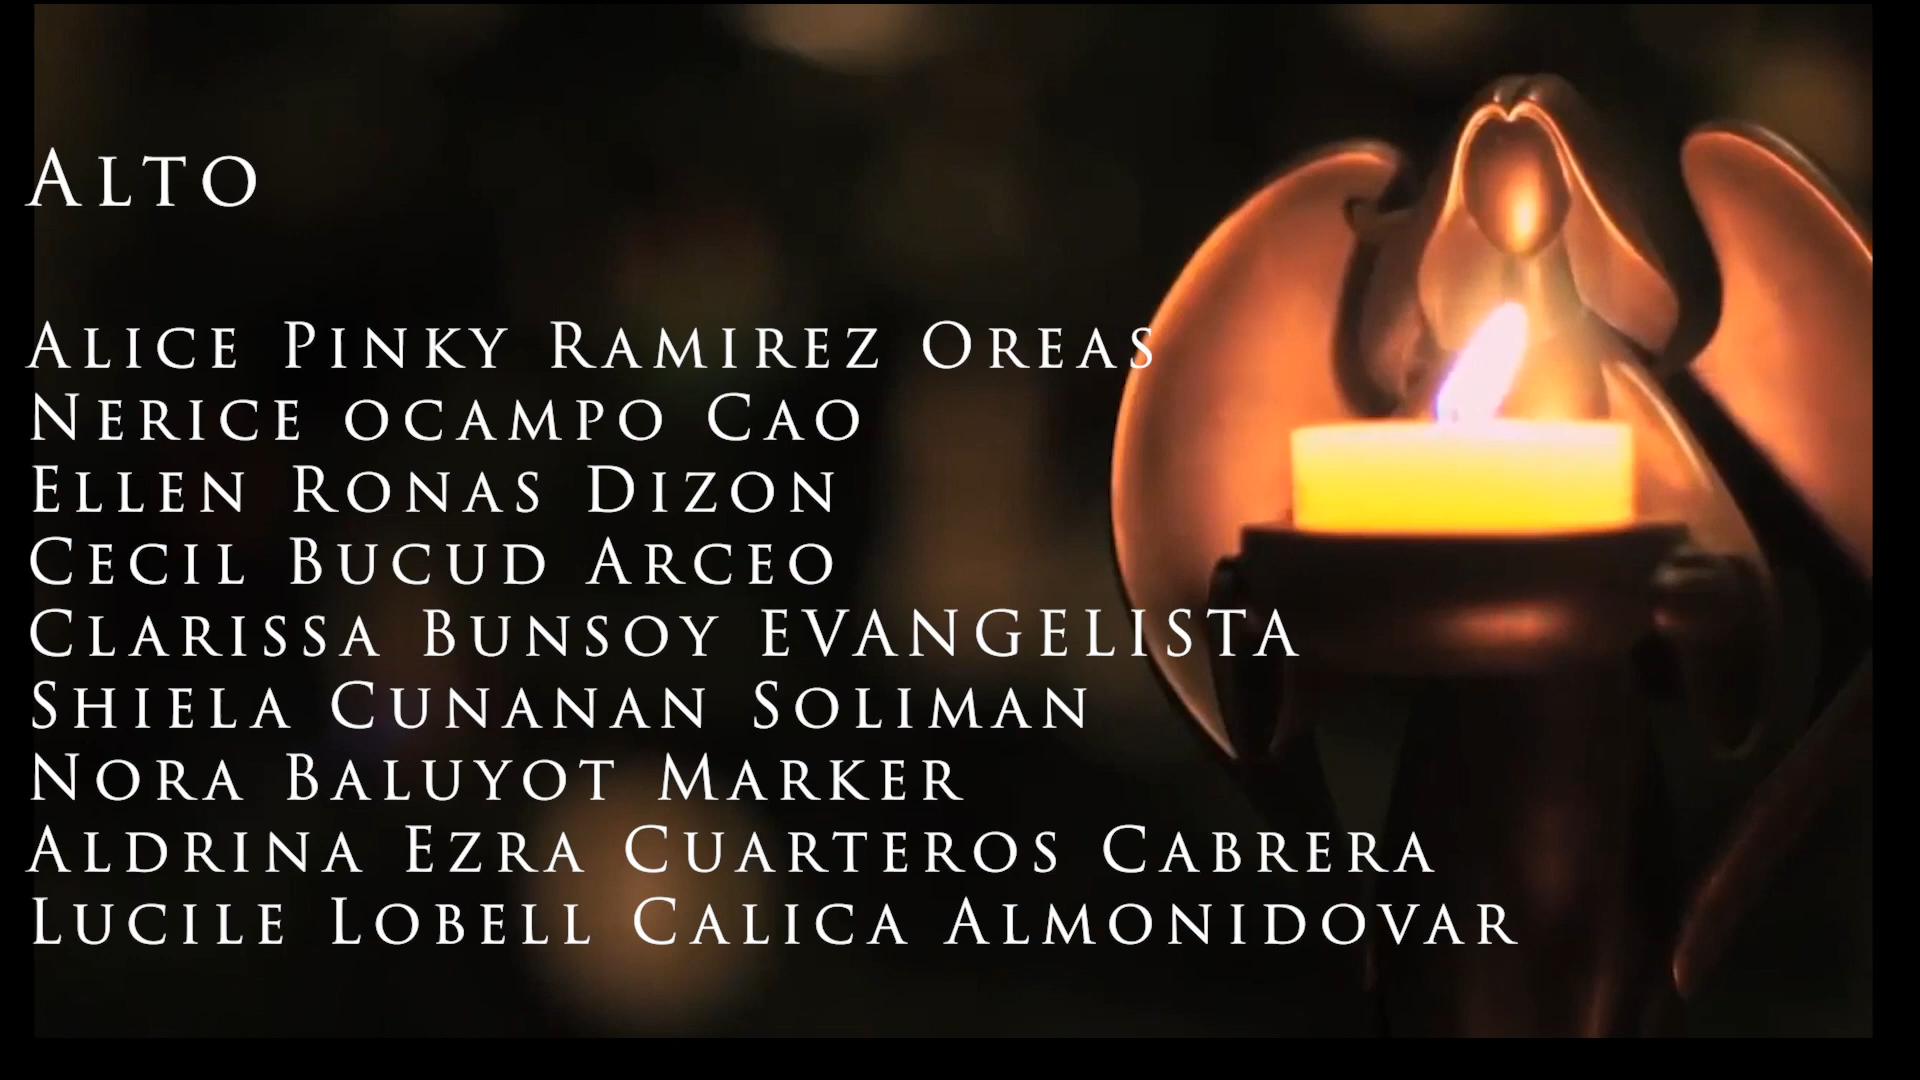 Alto
Alice Pinky Ramirez Oreas
Nerice ocampo Cao
Ellen Ronas Dizon
Cecil Bucud Arceo
Clarissa Bunsoy EVANGELISTA
Shiela Cunanan Soliman
Nora Baluyot Marker
Aldrina Ezra Cuarteros Cabrera
Lucile Lobell Calica Almonidovar